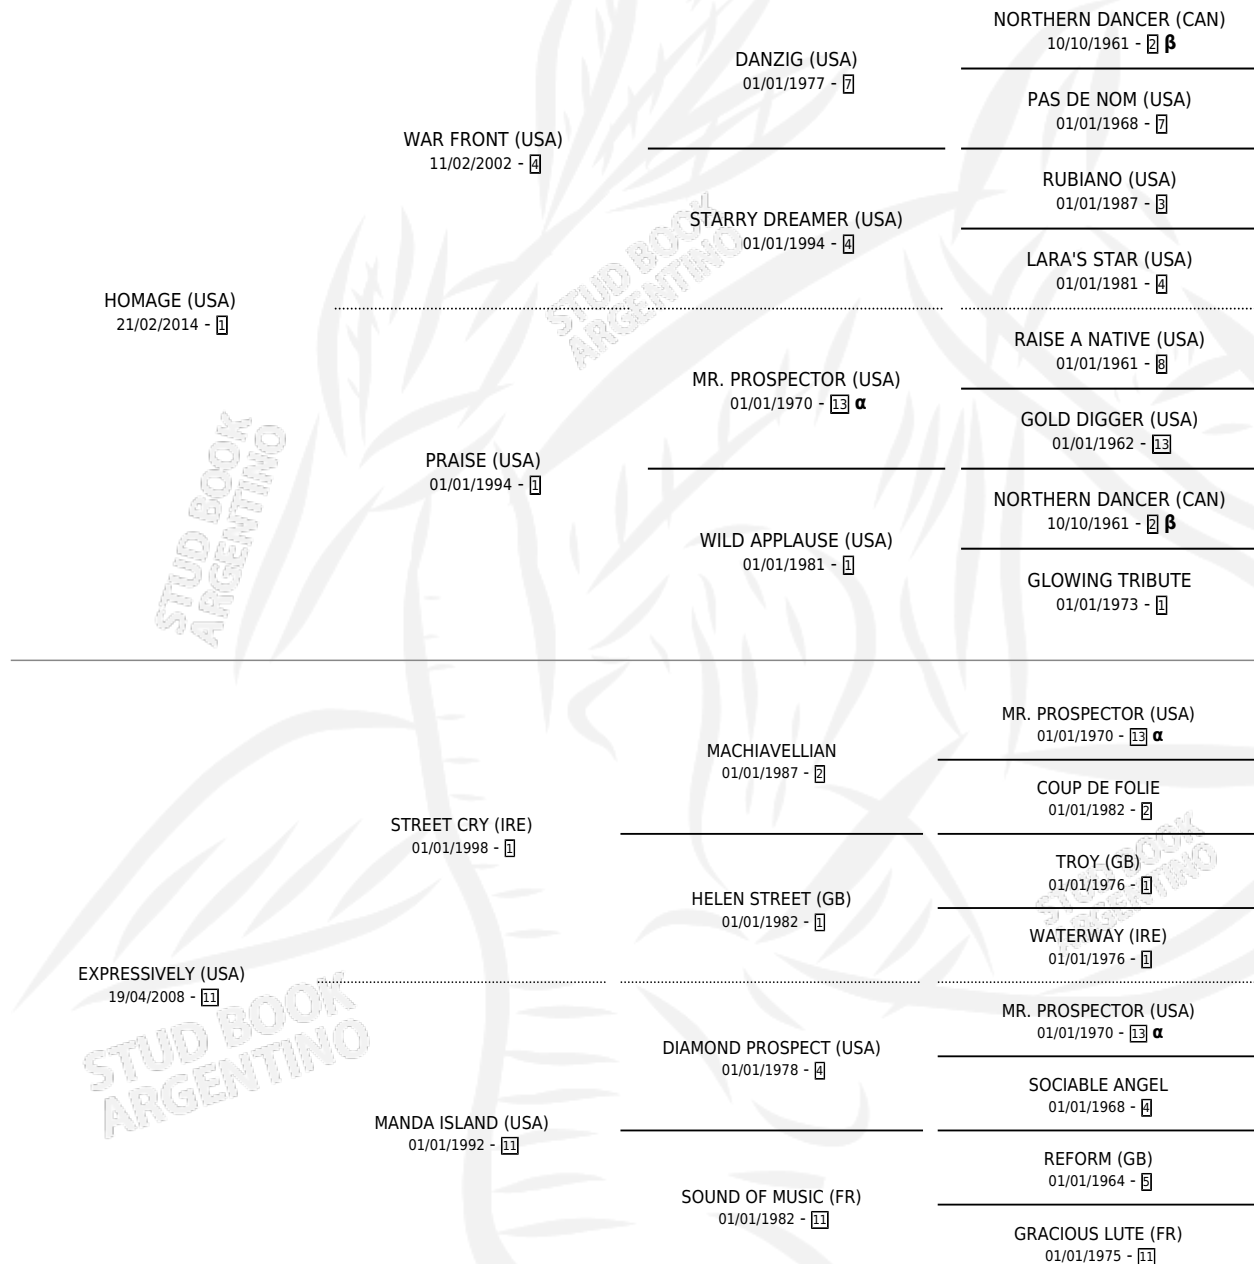 NORTHERN DANCER (CAN)
10/10/1961 - 2 β
DANZIG (USA)
01/01/1977 - 7
PAS DE NOM (USA)
01/01/1968 - 7
WAR FRONT (USA)
11/02/2002 - 4
RUBIANO (USA)
01/01/1987 - 3
STARRY DREAMER (USA)
01/01/1994 - 4
LARA'S STAR (USA)
01/01/1981 - 4
HOMAGE (USA)
21/02/2014 - 1
RAISE A NATIVE (USA)
01/01/1961 - 8
MR. PROSPECTOR (USA)
01/01/1970 - 13 α
GOLD DIGGER (USA)
01/01/1962 - 13
PRAISE (USA)
01/01/1994 - 1
NORTHERN DANCER (CAN)
10/10/1961 - 2 β
WILD APPLAUSE (USA)
01/01/1981 - 1
GLOWING TRIBUTE
01/01/1973 - 1
MR. PROSPECTOR (USA)
01/01/1970 - 13 α
MACHIAVELLIAN
01/01/1987 - 2
COUP DE FOLIE
01/01/1982 - 2
STREET CRY (IRE)
01/01/1998 - 1
TROY (GB)
01/01/1976 - 1
HELEN STREET (GB)
01/01/1982 - 1
WATERWAY (IRE)
01/01/1976 - 1
EXPRESSIVELY (USA)
19/04/2008 - 11
MR. PROSPECTOR (USA)
01/01/1970 - 13 α
DIAMOND PROSPECT (USA)
01/01/1978 - 4
SOCIABLE ANGEL
01/01/1968 - 4
MANDA ISLAND (USA)
01/01/1992 - 11
REFORM (GB)
01/01/1964 - 5
SOUND OF MUSIC (FR)
01/01/1982 - 11
GRACIOUS LUTE (FR)
01/01/1975 - 11
STUD BOOK
ARGENTINO
STUD BOOK
ARGENTINO
STUD BOOK
ARGENTINO
STUD BOOK
ARGENTINO